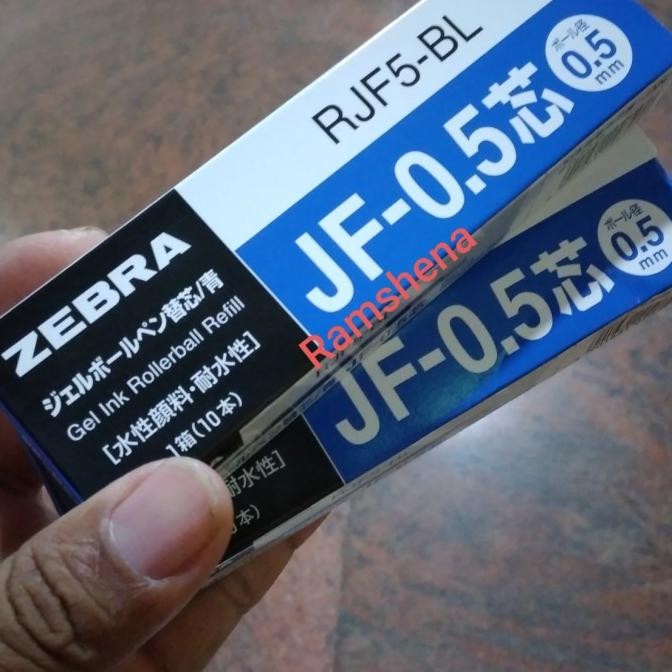 RJF5-BL
JF-0.5芯
ボール径
0.5
mm
ZEBRA
ジェルボールペン替芯/青
Gel Ink Rollerball Refill
[水性顔料・耐水性]
]箱(10本)
Ramshena
JF-0.5芯
ボール径
0.5
mm
耐水性]
本)